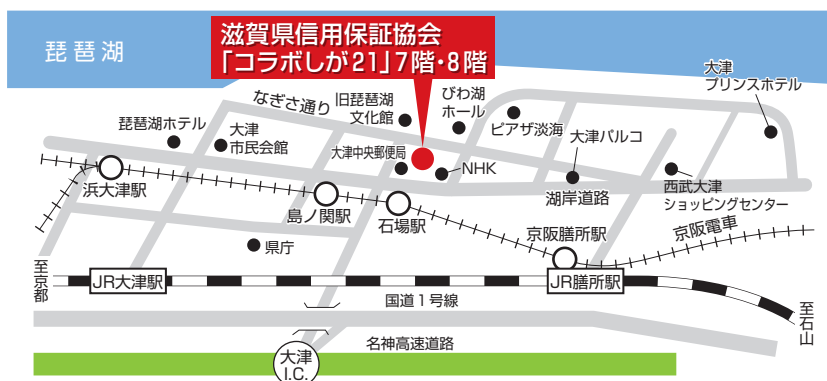 滋賀県信用保証協会
「コラボしが21」7階・8階
琵琶湖
大津
プリンスホテル
なぎさ通り
旧琵琶湖
文化館
びわ湖
ホール
ピアザ淡海
琵琶湖ホテル
大津
市民会館
大津中央郵便局
NHK
大津パルコ
西武大津
ショッピングセンター
湖岸道路
浜大津駅
島ノ関駅
石場駅
京阪膳所駅
京阪電車
県庁
至京都
JR大津駅
JR膳所駅
至石山
国道1号線
名神高速道路
大津
I.C.